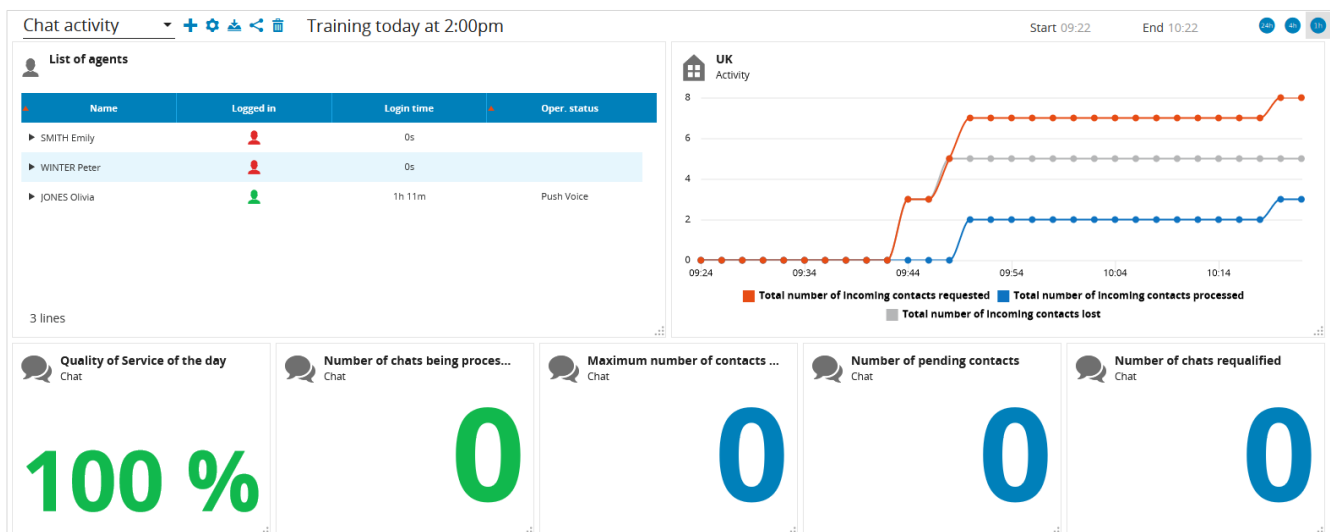 Chat activity
Training today at 2:00pm
Start 09:22
End 10:22
24h
4h
1h
List of agents
Name Logged in Login time Oper. status
SMITH Emily 0s
WINTER Peter 0s
JONES Olivia 1h 11m Push Voice
3 lines
UK
Activity
8
6
4
2
0
09:24 09:34 09:44 09:54 10:04 10:14
Total number of incoming contacts requested Total number of incoming contacts processed
Total number of incoming contacts lost
Quality of Service of the day
Chat
100 %
Number of chats being proces...
Chat
0
Maximum number of contacts ...
Chat
0
Number of pending contacts
Chat
0
Number of chats requalified
Chat
0